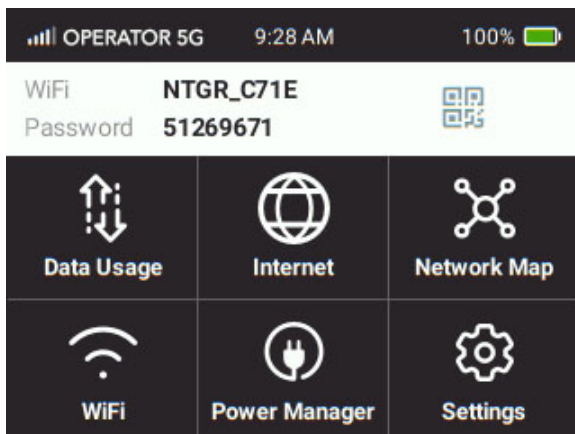 OPERATOR 5G 9:28 AM 100%
WiFi NTGR_C71E
Password 51269671
Data Usage Internet Network Map
WiFi Power Manager Settings